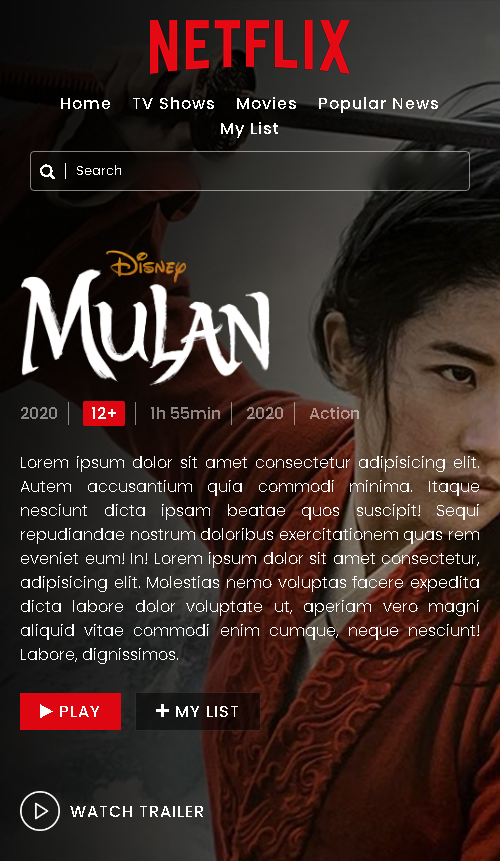 NETFLIX
Home TV Shows Movies Popular News
My List
Search
DISNEY
MULAN
2020 12+ 1h 55min 2020 Action
Lorem ipsum dolor sit amet consectetur adipisicing elit.
Autem accusantium quia commodi minima. Itaque
nesciunt dicta ipsam beatae quos suscipit! Sequi
repudiandae nostrum doloribus exercitationem quas rem
eveniet eum! In! Lorem ipsum dolor sit amet consectetur,
adipisicing elit. Molestias nemo voluptas facere expedita
dicta labore dolor voluptate ut, aperiam vero magni
aliquid vitae commodi enim cumque, neque nesciunt!
Labore, dignissimos.
PLAY MY LIST
WATCH TRAILER